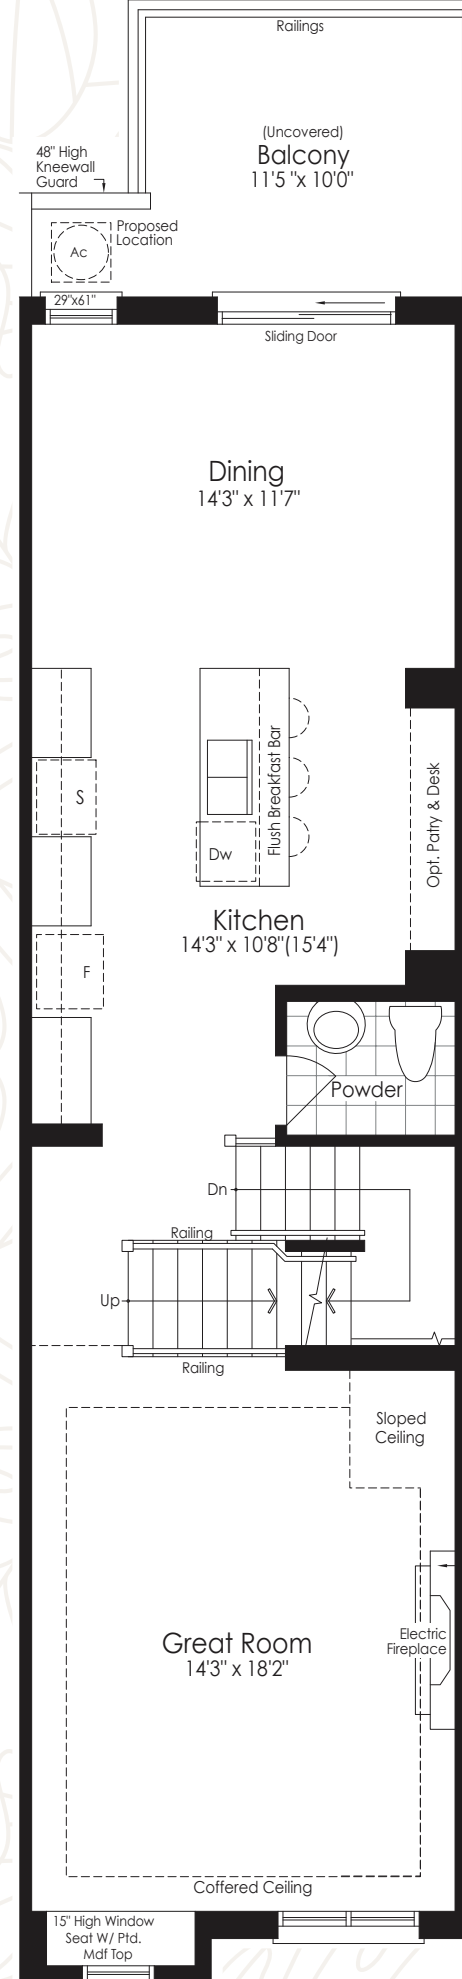 Railings
(Uncovered)
Balcony
11'5 "x 10'0"
48" High
Kneewall
Guard
Proposed
Location
Ac
29"x61"
Sliding Door
Dining
14'3" x 11'7"
S
Dw
Flush Breakfast Bar
Opt. Patry & Desk
F
Kitchen
14'3" x 10'8"(15'4")
Powder
Dn
Railing
Up
Railing
Sloped
Ceiling
Great Room
14'3" x 18'2"
Electric
Fireplace
Coffered Ceiling
15" High Window
Seat W/ Ptd.
Mdf Top